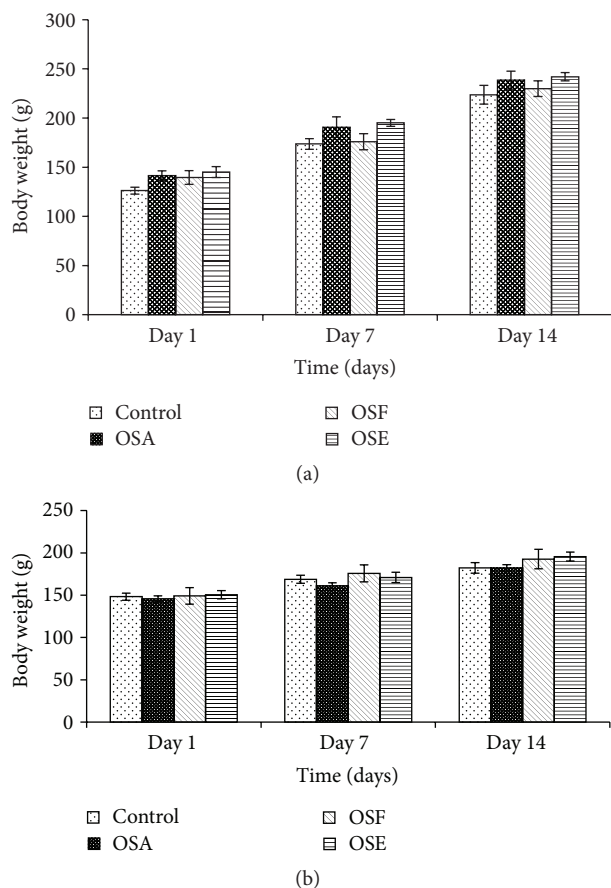 300
250
200
150
100
50
0
Body weight (g)
Day 1 Day 7 Day 14
Time (days)
Control OSF
OSA OSE
(a)
250
200
150
100
50
0
Body weight (g)
Day 1 Day 7 Day 14
Time (days)
Control OSF
OSA OSE
(b)